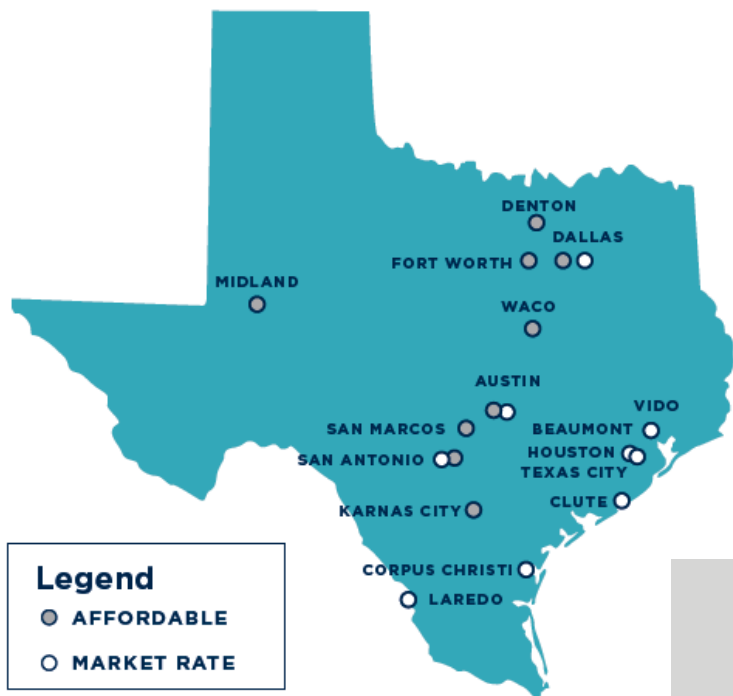 DENTON
DALLAS
FORT WORTH
MIDLAND
WACO
AUSTIN
VIDO
SAN MARCOS
BEAUMONT
SAN ANTONIO
HOUSTON
TEXAS CITY
KARNAS CITY
CLUTE
CORPUS CHRISTI
LAREDO
Legend
AFFORDABLE
MARKET RATE